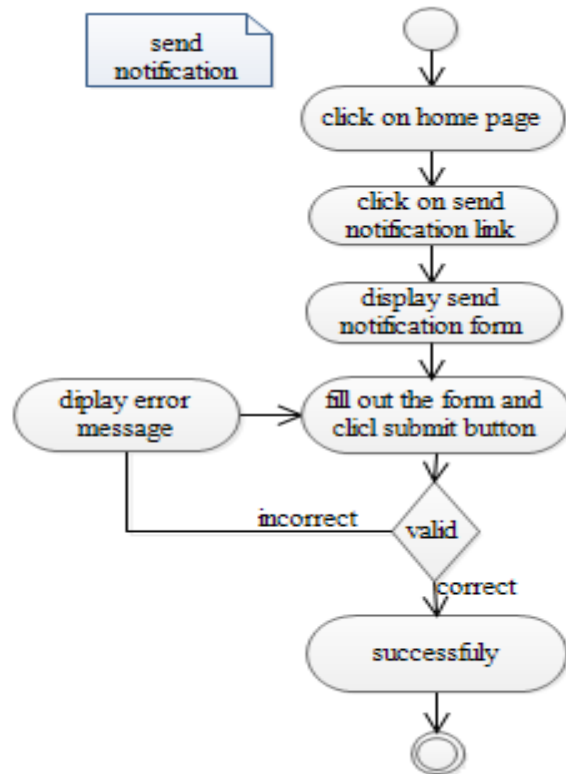 send
notification
click on home page
click on send
notification link
display send
notification form
diplay error
message
fill out the form and
clicl submit button
incorrect
valid
correct
successfuly